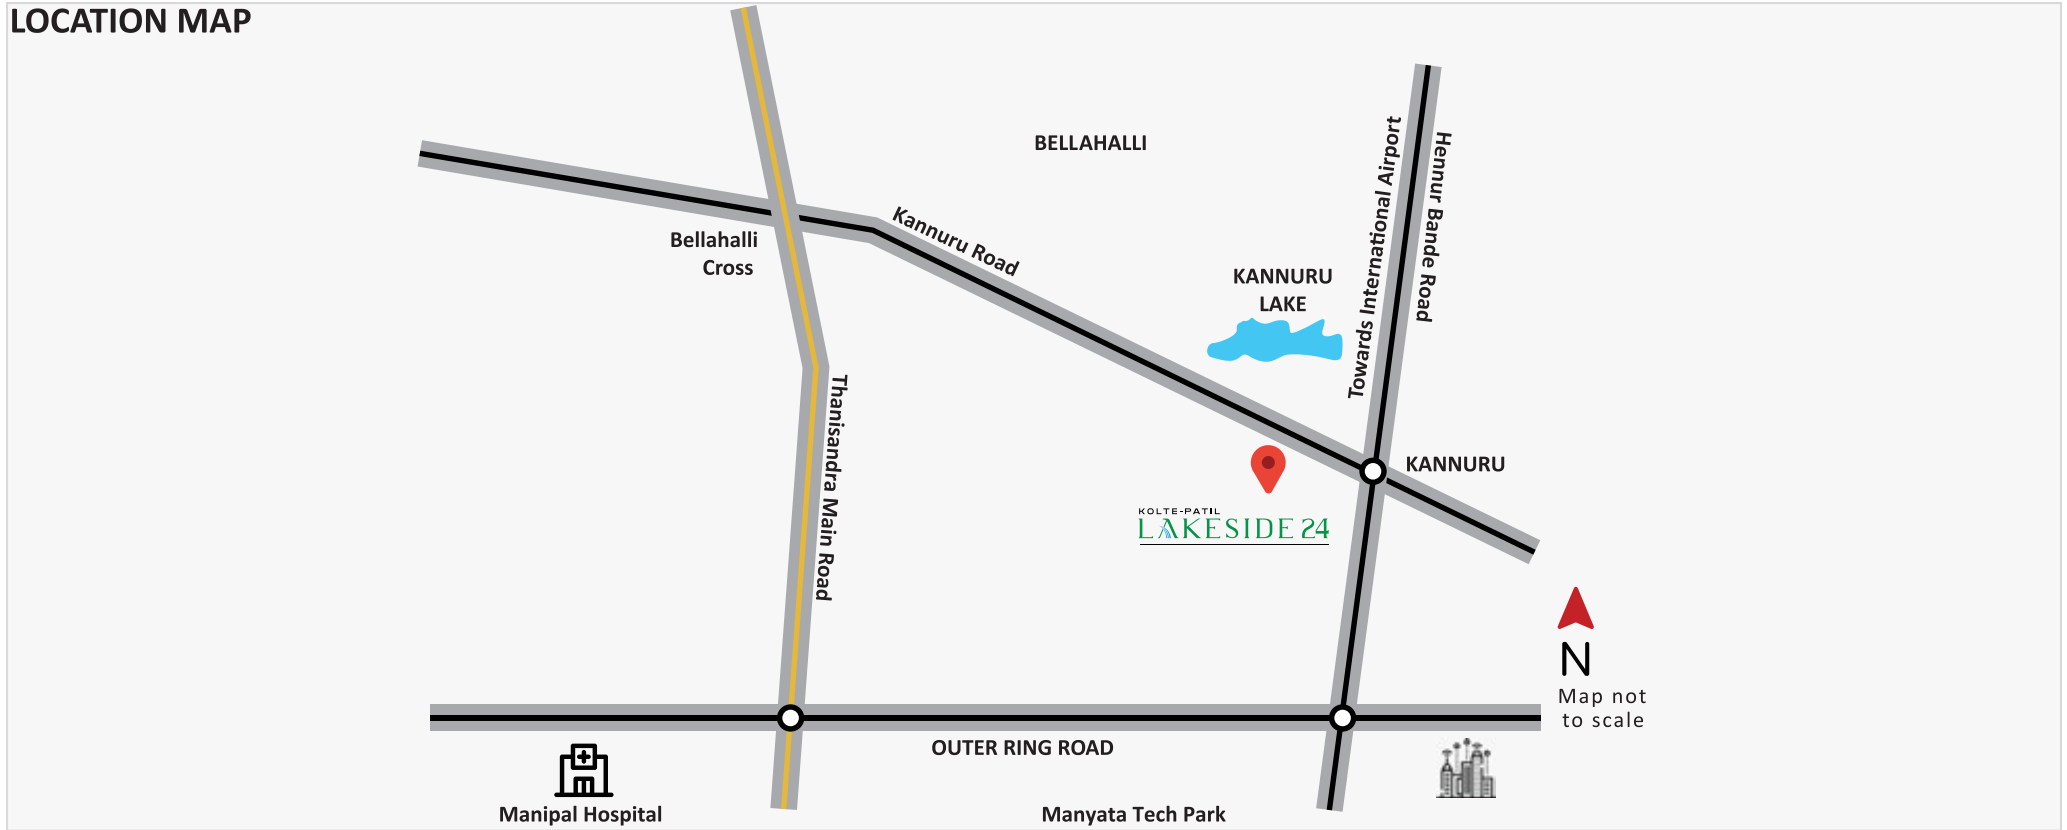 LOCATION MAP
BELLAHALLI
Towards International Airport
Hennur Bande Road
Kannuru Road
Bellahalli
Cross
KANNURU
LAKE
Thanisandra Main Road
KANNURU
KOLTE-PATIL
LAKESIDE 24
N
Map not
to scale
OUTER RING ROAD
Manipal Hospital
Manyata Tech Park